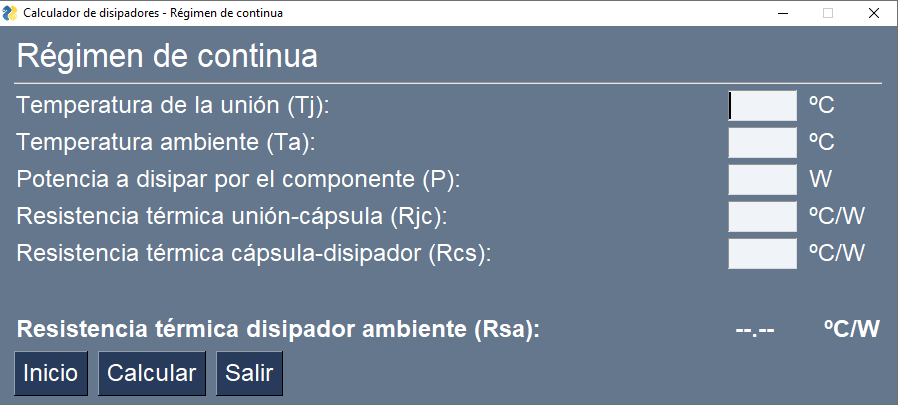 Calculador de disipadores - Régimen de continua
Régimen de continua
Temperatura de la unión (Tj): ºC
Temperatura ambiente (Ta): ºC
Potencia a disipar por el componente (P): W
Resistencia térmica unión-cápsula (Rjc): ºC/W
Resistencia térmica cápsula-disipador (Rcs): ºC/W
Resistencia térmica disipador ambiente (Rsa): --.-- ºC/W
Inicio Calcular Salir